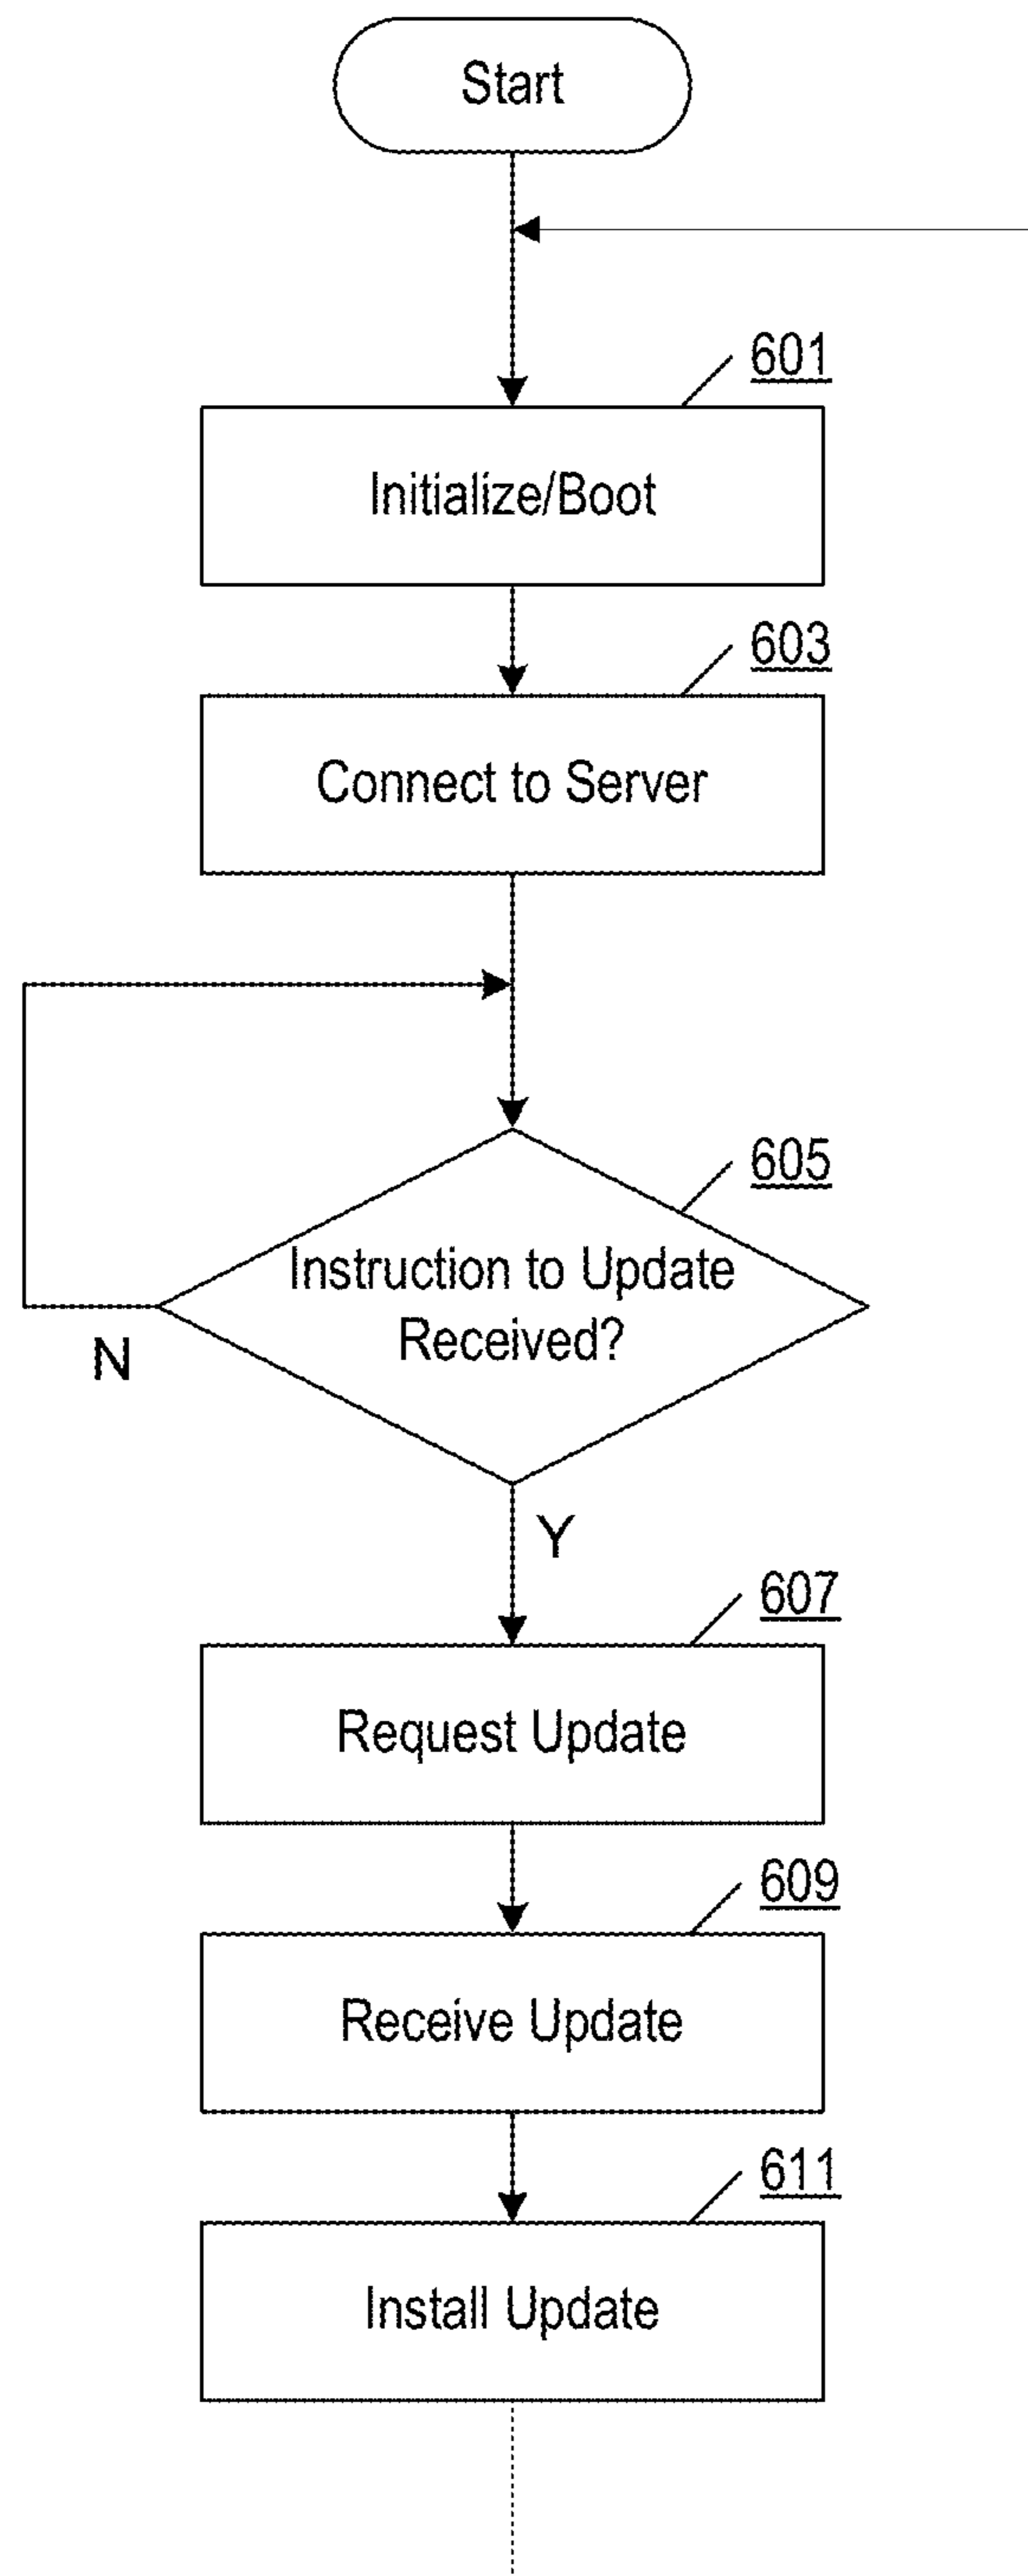 Start
601
Initialize/Boot
603
Connect to Server
605
Instruction to Update
Received?
N
Y
607
Request Update
609
Receive Update
611
Install Update